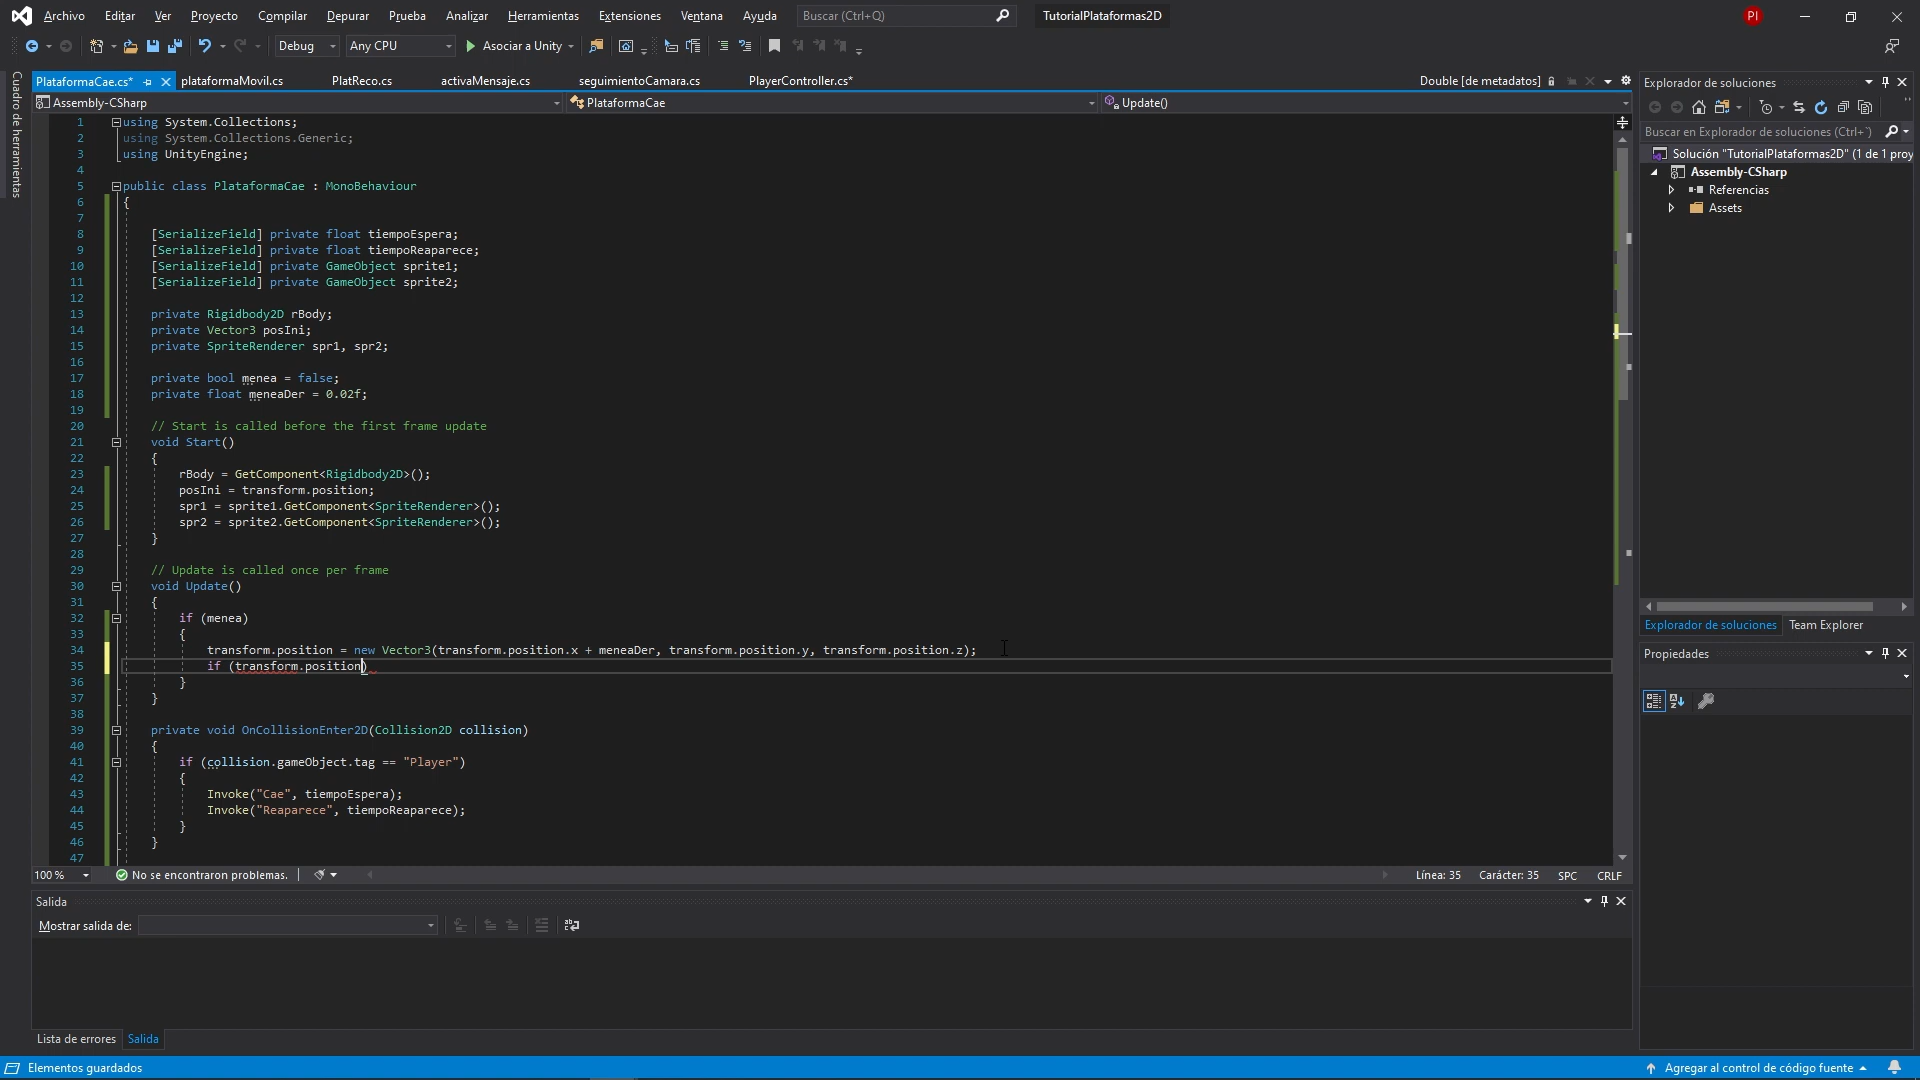 Archivo Editar Ver Proyecto Compilar Depurar Prueba Analizar Herramientas Extensiones Ventana Ayuda Buscar (Ctrl+Q) TutorialPlataformas2D PI
Debug Any CPU Asociar a Unity
Cuadro de herramientas
PlataformaCae.cs* plataformaMovil.cs PlatReco.cs activaMensaje.cs seguimientoCamara.cs PlayerController.cs* Double [de metadatos]
Assembly-CSharp PlataformaCae Update()
1 using System.Collections;
2 using System.Collections.Generic;
3 using UnityEngine;
4
5 public class PlataformaCae : MonoBehaviour
6 {
7
8 [SerializeField] private float tiempoEspera;
9 [SerializeField] private float tiempoReaparece;
10 [SerializeField] private GameObject sprite1;
11 [SerializeField] private GameObject sprite2;
12
13 private Rigidbody2D rBody;
14 private Vector3 posIni;
15 private SpriteRenderer spr1, spr2;
16
17 private bool menea = false;
18 private float meneaDer = 0.02f;
19
20 // Start is called before the first frame update
21 void Start()
22 {
23 rBody = GetComponent<Rigidbody2D>();
24 posIni = transform.position;
25 spr1 = sprite1.GetComponent<SpriteRenderer>();
26 spr2 = sprite2.GetComponent<SpriteRenderer>();
27 }
28
29 // Update is called once per frame
30 void Update()
31 {
32 if (menea)
33 {
34 transform.position = new Vector3(transform.position.x + meneaDer, transform.position.y, transform.position.z);
35 if (transform.position)
36 }
37 }
38
39 private void OnCollisionEnter2D(Collision2D collision)
40 {
41 if (collision.gameObject.tag == "Player")
42 {
43 Invoke("Cae", tiempoEspera);
44 Invoke("Reaparece", tiempoReaparece);
45 }
46 }
47
100 % No se encontraron problemas. Línea: 35 Carácter: 35 SPC CRLF
Salida
Mostrar salida de:
Lista de errores Salida
Explorador de soluciones
Buscar en Explorador de soluciones (Ctrl+¨)
Solución "TutorialPlataformas2D" (1 de 1 proy
Assembly-CSharp
Referencias
Assets
Explorador de soluciones Team Explorer
Propiedades
Elementos guardados Agregar al control de código fuente